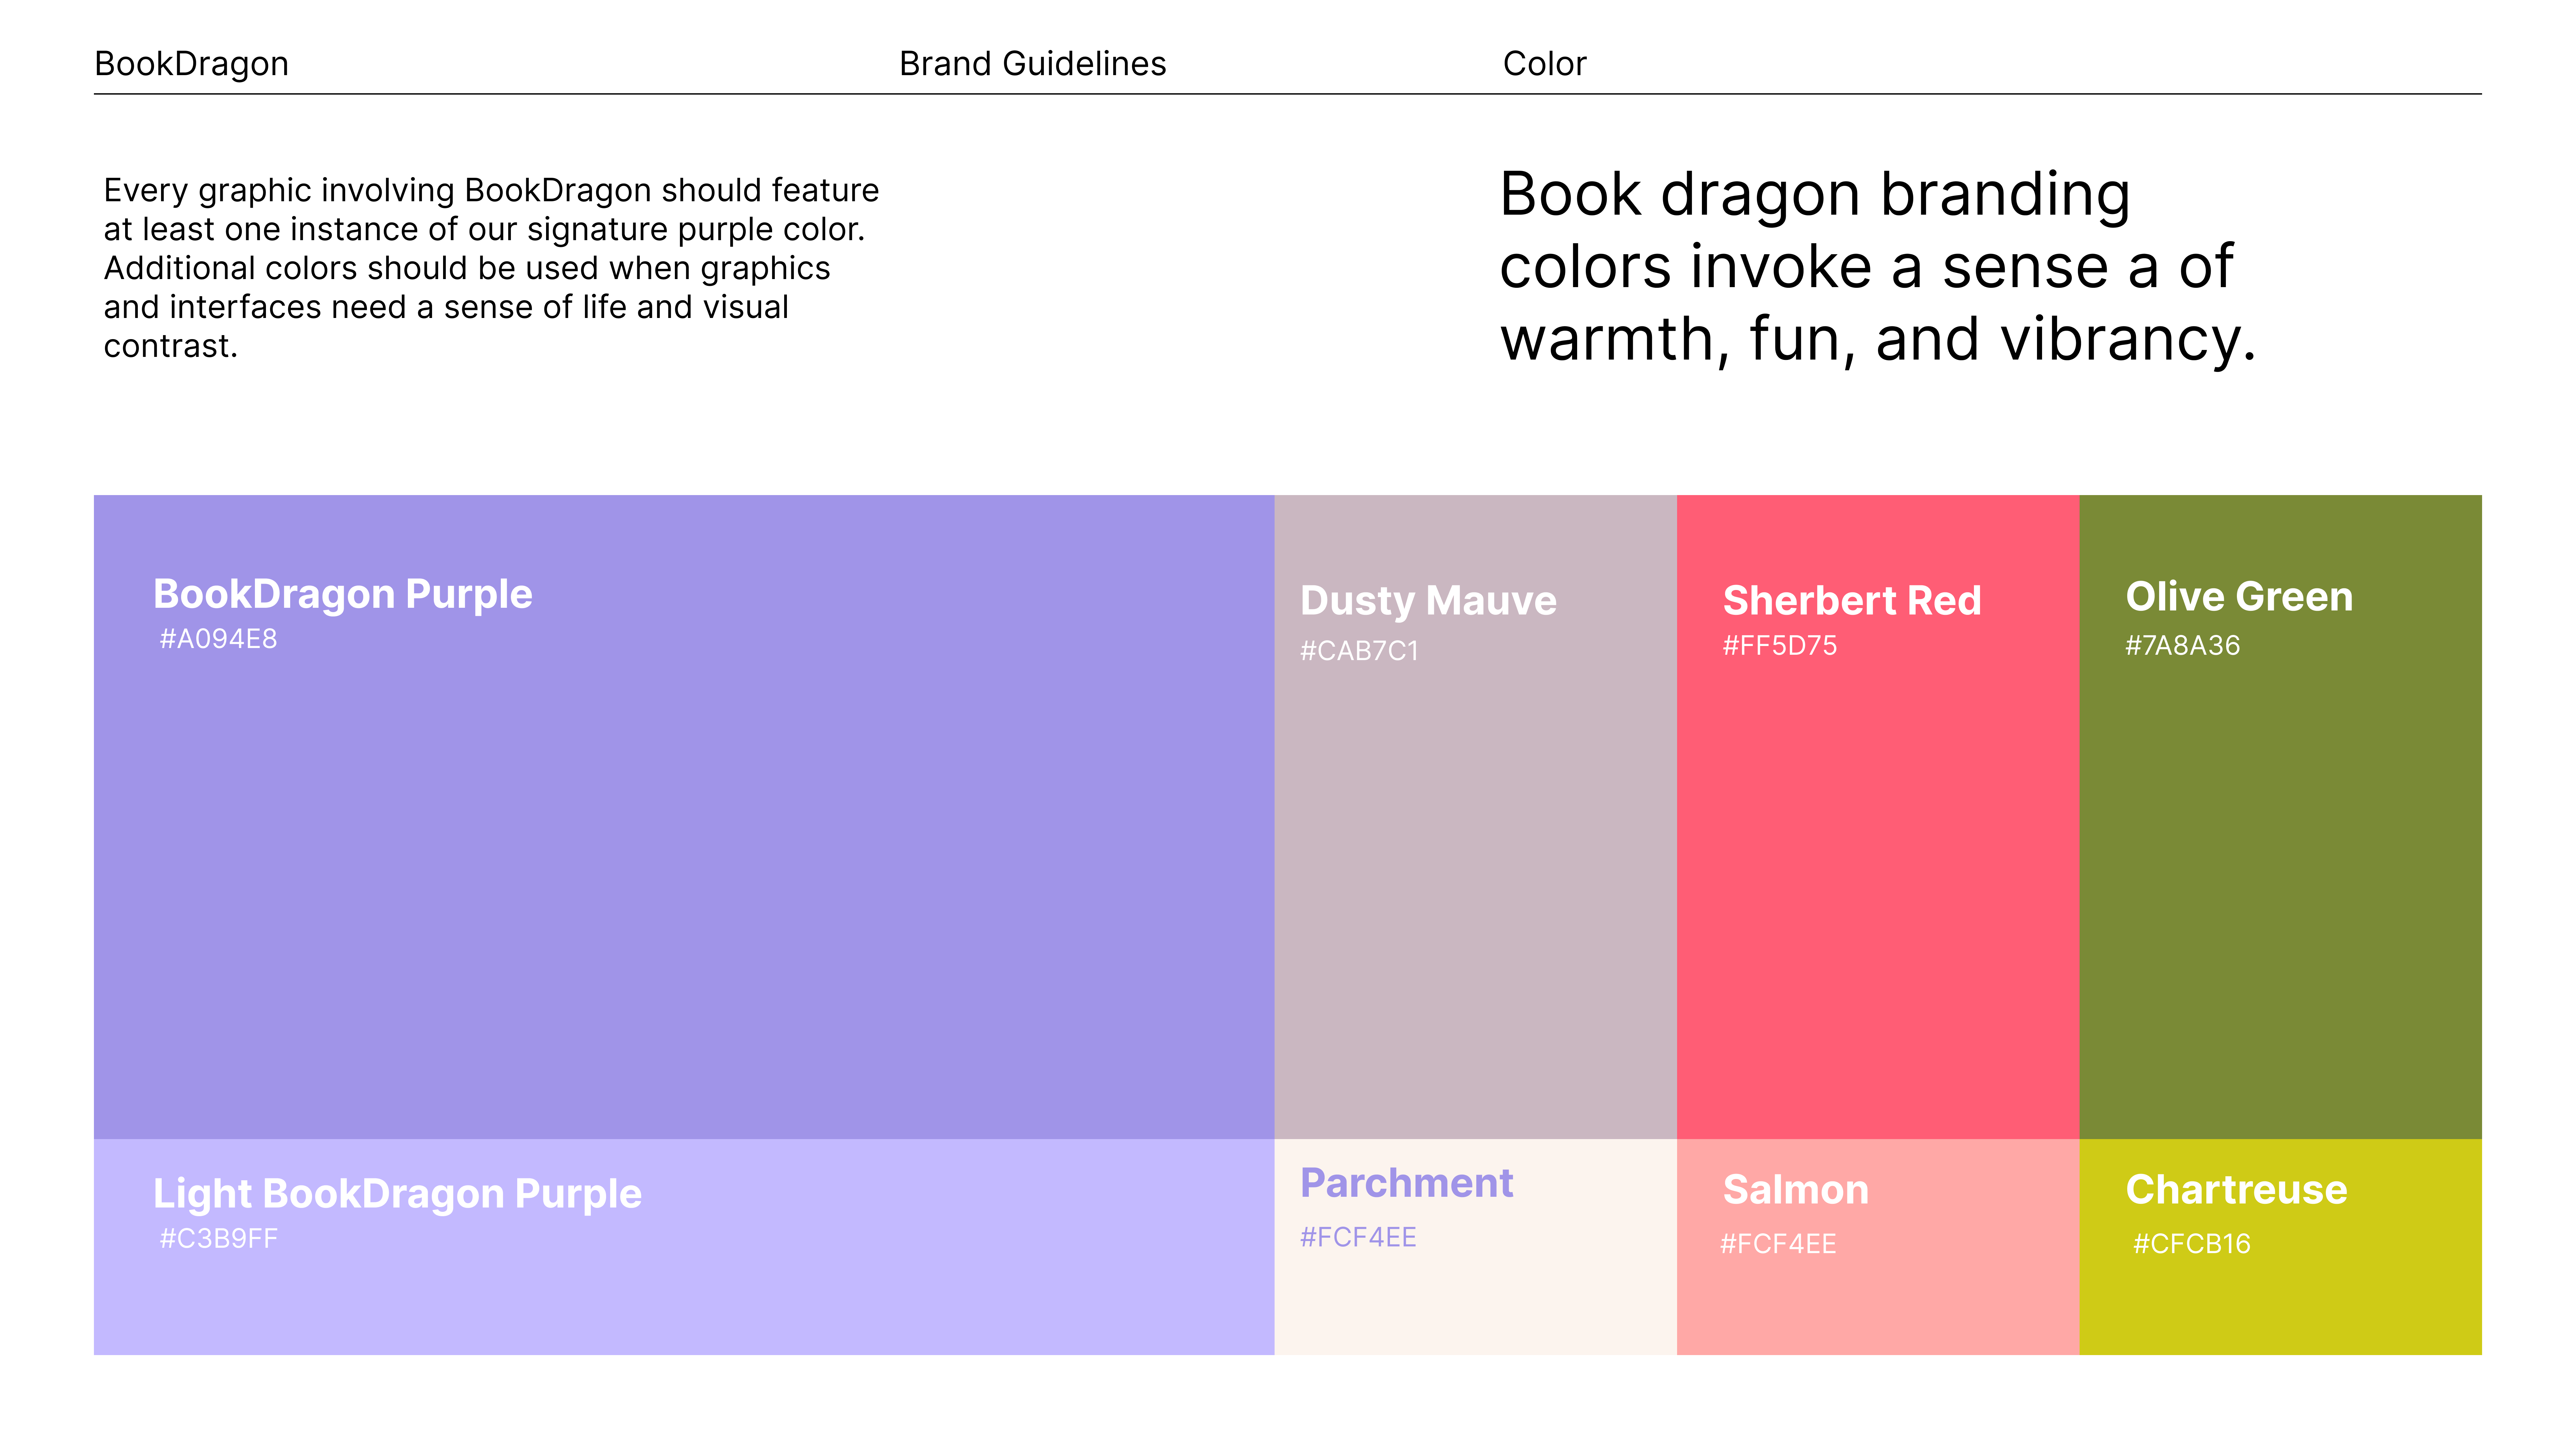 BookDragon
Brand Guidelines
Color
Every graphic involving BookDragon should feature
at least one instance of our signature purple color.
Additional colors should be used when graphics
and interfaces need a sense of life and visual
contrast.
Book dragon branding
colors invoke a sense a of
warmth, fun, and vibrancy.
BookDragon Purple
#A094E8
Dusty Mauve
#CAB7C1
Sherbert Red
#FF5D75
Olive Green
#7A8A36
Light BookDragon Purple
#C3B9FF
Parchment
#FCF4EE
Salmon
#FCF4EE
Chartreuse
#CFCB16